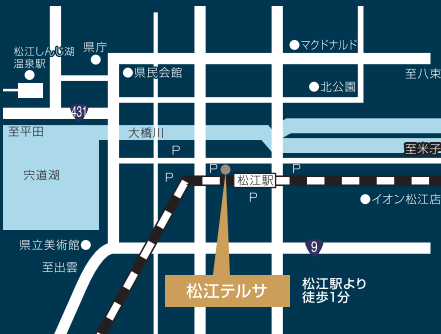 マクドナルド
県庁
松江しんじ湖
温泉駅
県民会館
至八束
北公園
431
至平田
大橋川
至米子
P
P
P
P
宍道湖
松江駅
イオン松江店
県立美術館
9
至出雲
松江テルサ
松江駅より
徒歩1分